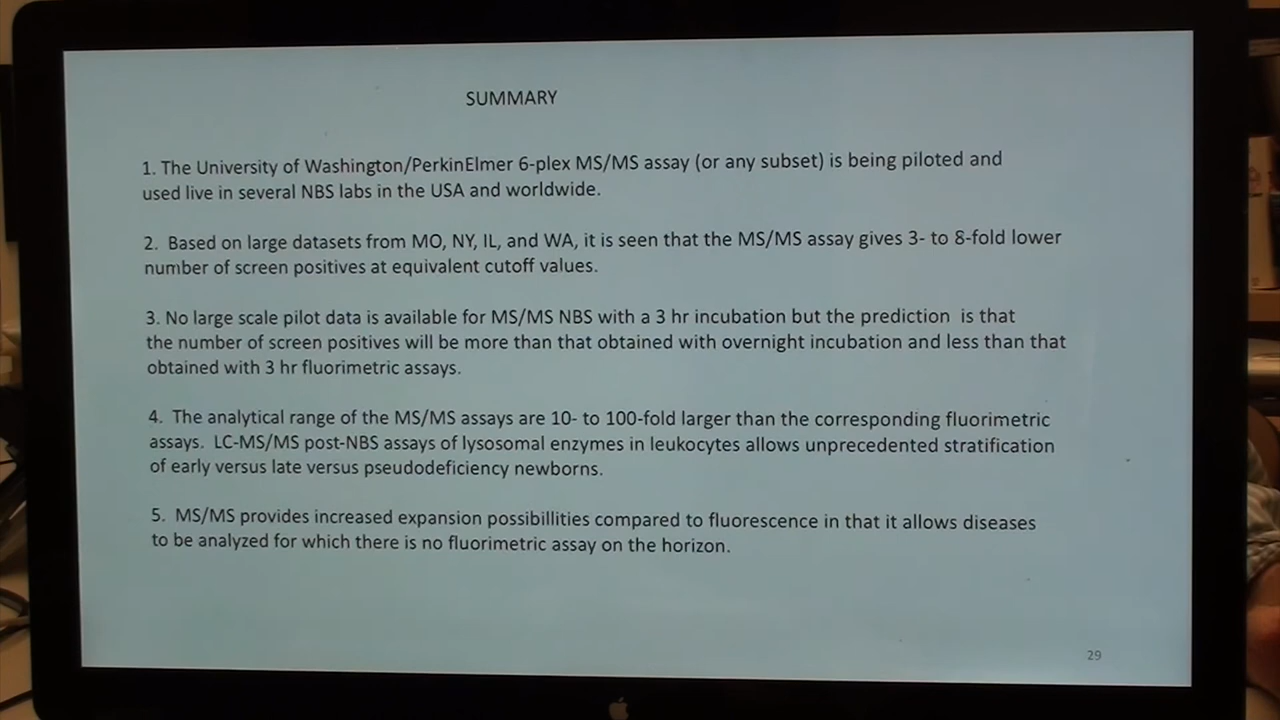 SUMMARY
1. The University of Washington/PerkinElmer 6-plex MS/MS assay (or any subset) is being piloted and
used live in several NBS labs in the USA and worldwide.
2. Based on large datasets from MO, NY, IL, and WA, it is seen that the MS/MS assay gives 3- to 8-fold lower
number of screen positives at equivalent cutoff values.
3. No large scale pilot data is available for MS/MS NBS with a 3 hr incubation but the prediction is that
the number of screen positives will be more than that obtained with overnight incubation and less than that
obtained with 3 hr fluorimetric assays.
4. The analytical range of the MS/MS assays are 10- to 100-fold larger than the corresponding fluorimetric
assays. LC-MS/MS post-NBS assays of lysosomal enzymes in leukocytes allows unprecedented stratification
of early versus late versus pseudodeficiency newborns.
5. MS/MS provides increased expansion possibillities compared to fluorescence in that it allows diseases
to be analyzed for which there is no fluorimetric assay on the horizon.
29